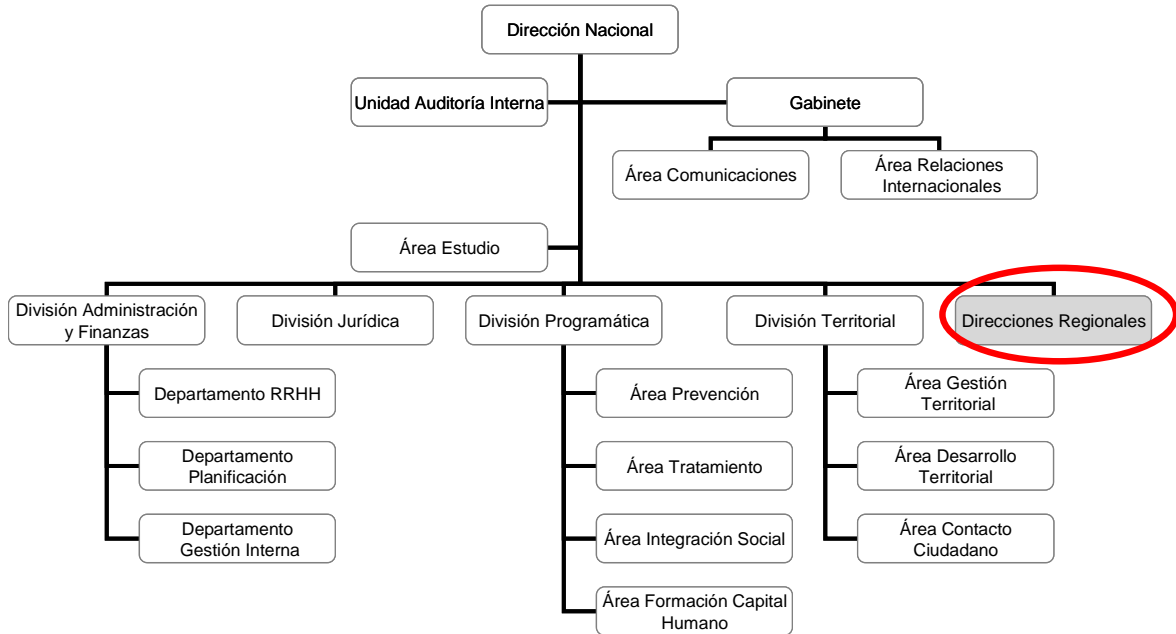 Dirección Nacional
Unidad Auditoría Interna
Gabinete
Área Comunicaciones
Área Relaciones
Internacionales
Área Estudio
División Administración
y Finanzas
División Jurídica
División Programática
División Territorial
Direcciones Regionales
Departamento RRHH
Departamento
Planificación
Departamento
Gestión Interna
Área Prevención
Área Tratamiento
Área Integración Social
Área Formación Capital
Humano
Área Gestión
Territorial
Área Desarrollo
Territorial
Área Contacto
Ciudadano